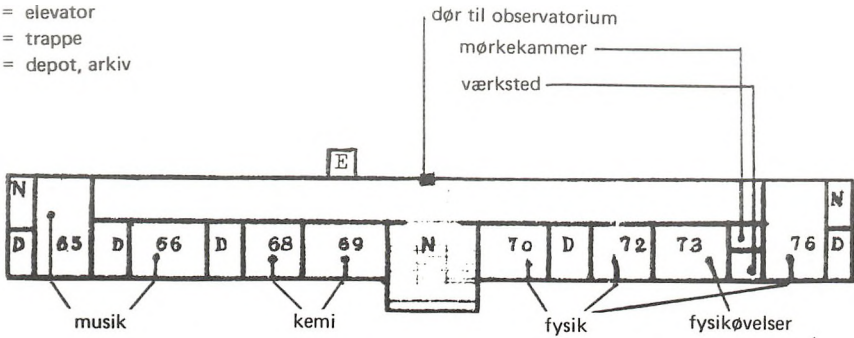 = elevator
= trappe
= depot, arkiv
dør til observatorium
mørkekammer
værksted
E
N N
D 65 D 66 D 68 69 N 70 D 72 73 76 D
musik kemi fysik fysikøvelser